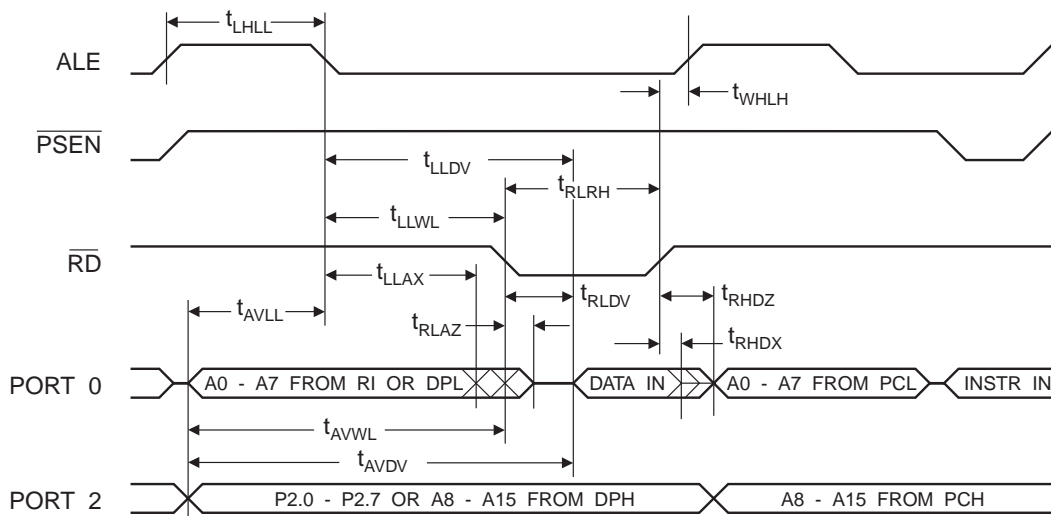 tLHLL
ALE
tWHLH
PSEN
tLLDV
tRLRH
tLLWL
RD
tLLAX
tRLDV
tRHDZ
tAVLL
tRLAZ
tRHDX
PORT 0
A0 - A7 FROM RI OR DPL
DATA IN
A0 - A7 FROM PCL
INSTR IN
tAVWL
tAVDV
PORT 2
P2.0 - P2.7 OR A8 - A15 FROM DPH
A8 - A15 FROM PCH